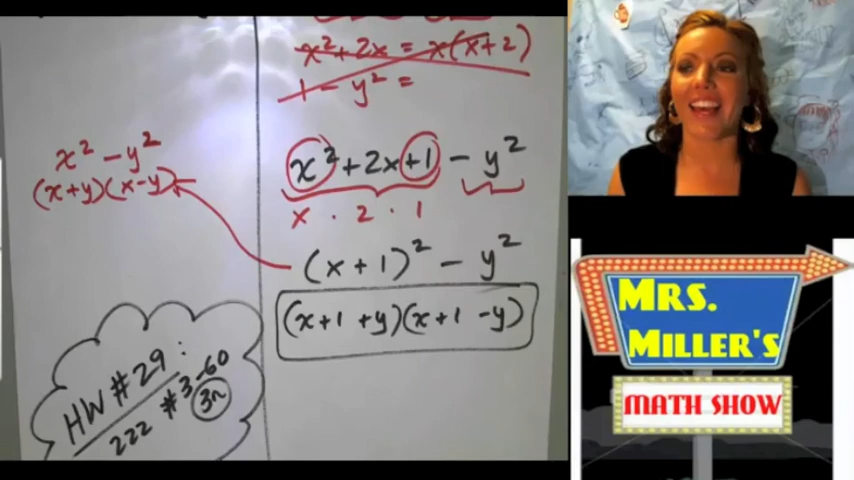 x²+2x = x(x+2)
1 - y² =
x² - y²
(x+y)(x-y)
x²+2x+1 - y²
x · 2 · 1
(x+1)² - y²
(x+1 +y)(x+1 -y)
HW #29:
222 #3-60
3n
MRS.
MILLER'S
MATH SHOW